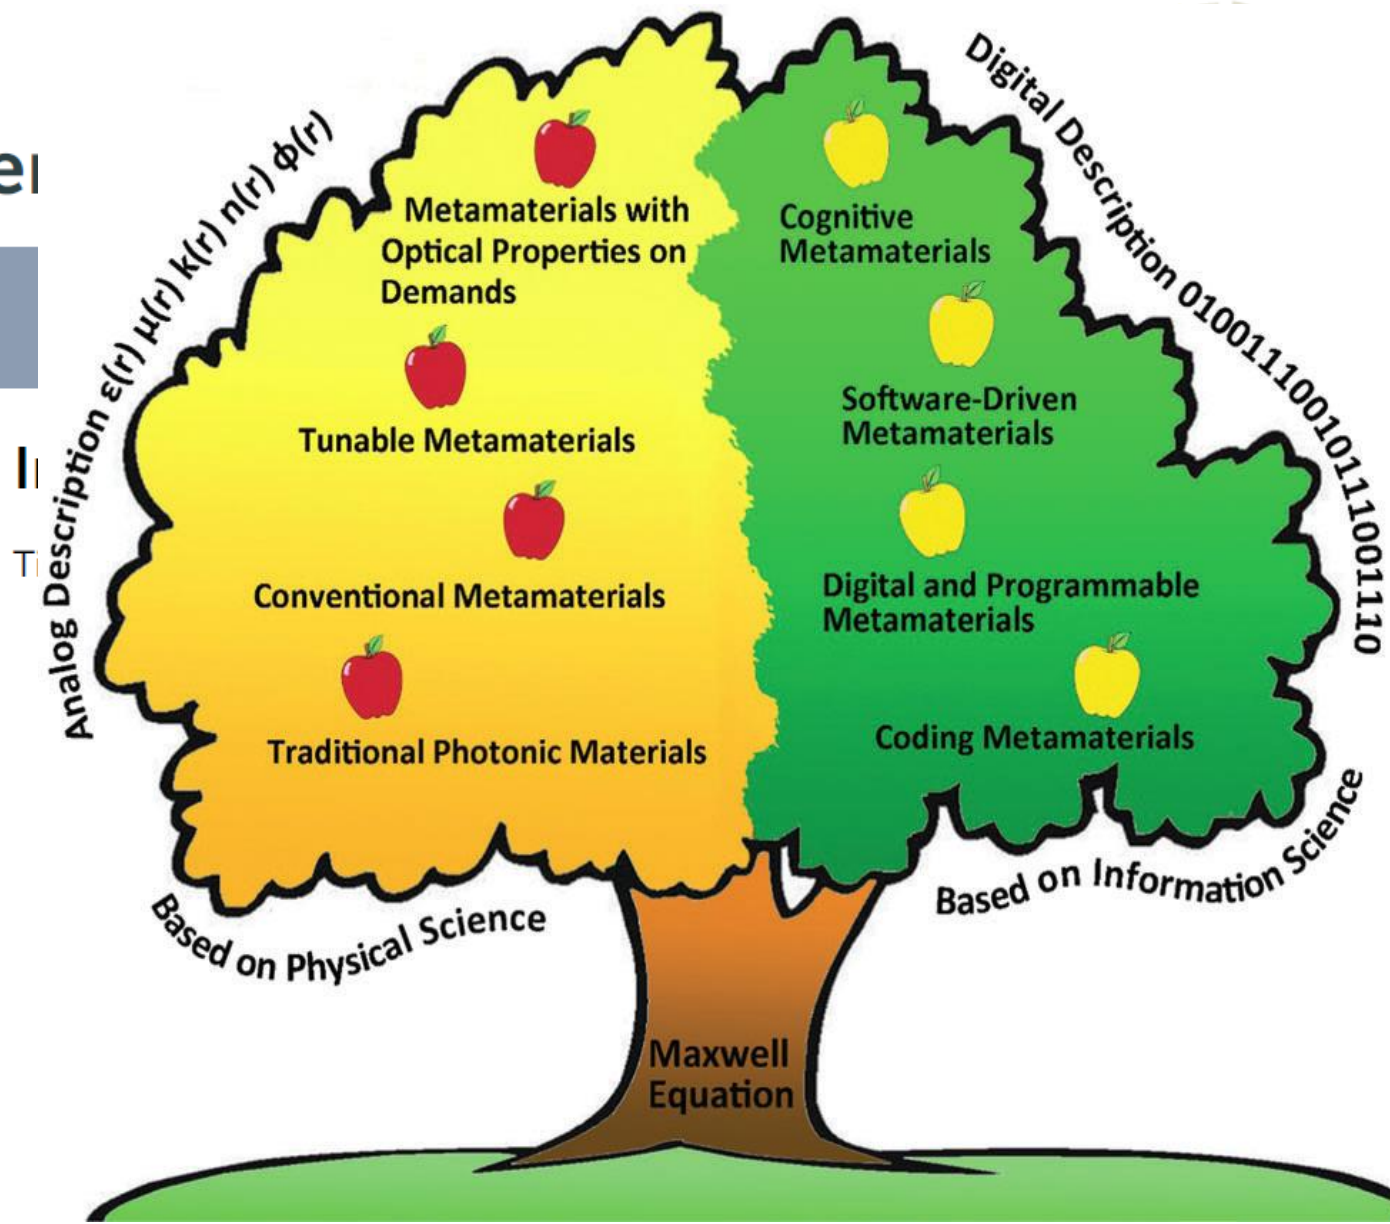 Digital Description 01001110010111001110
Analog Description ε(r) μ(r) k(r) n(r) ϕ(r)
Metamaterials with
Optical Properties on
Demands
Tunable Metamaterials
Conventional Metamaterials
Traditional Photonic Materials
Cognitive
Metamaterials
Software-Driven
Metamaterials
Digital and Programmable
Metamaterials
Coding Metamaterials
Based on Physical Science
Based on Information Science
Maxwell
Equation